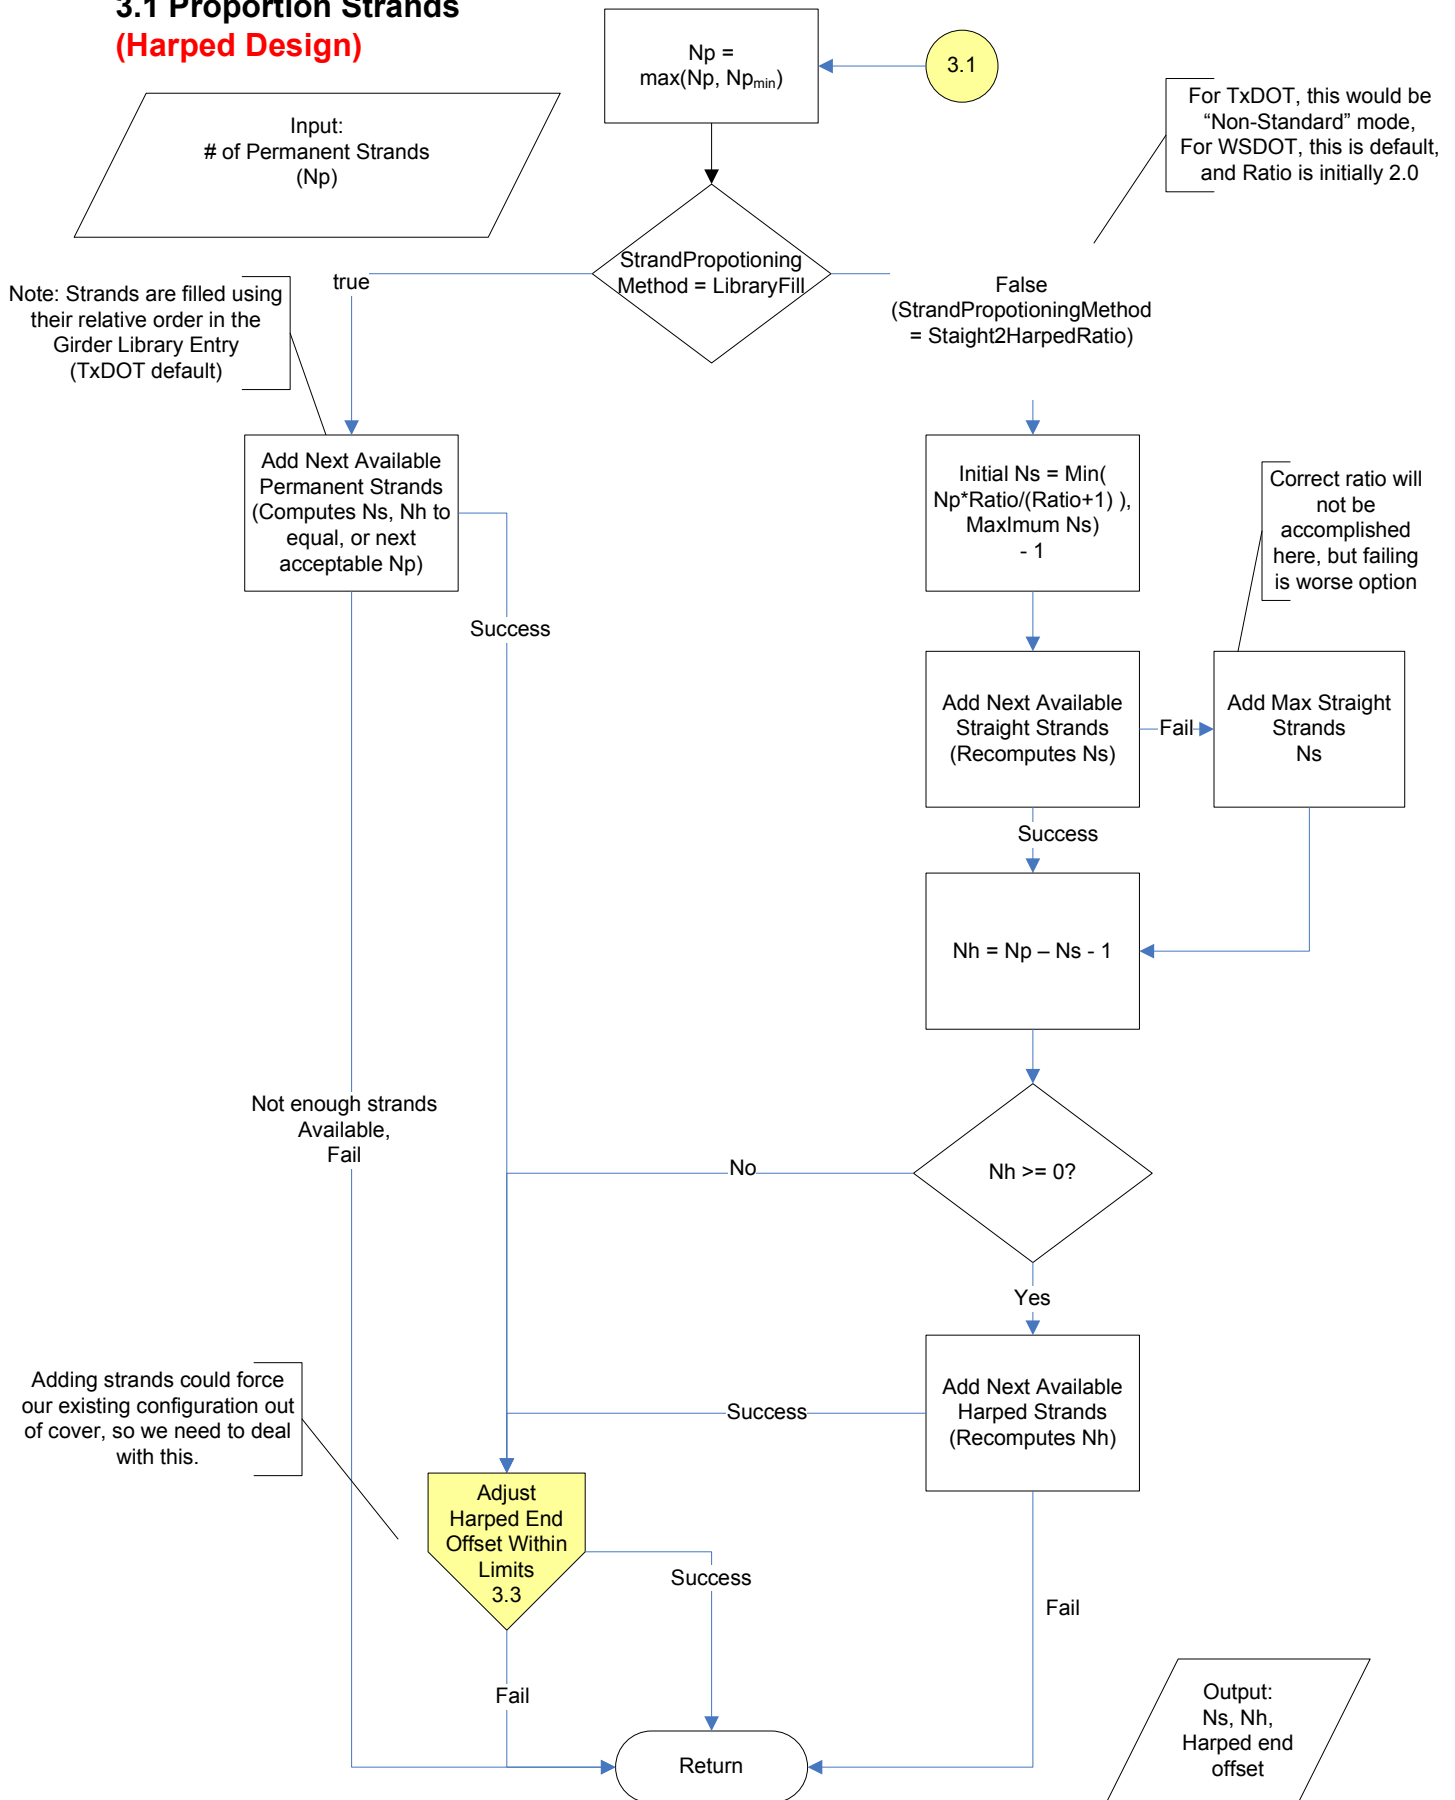 3.1 Proportion Strands
(Harped Design)
Np =
max(Np, Npmin)
3.1
Input:
# of Permanent Strands
(Np)
For TxDOT, this would be
“Non-Standard” mode,
For WSDOT, this is default,
and Ratio is initially 2.0
StrandPropotioning
Method = LibraryFill
true
False
(StrandPropotioningMethod
= Staight2HarpedRatio)
Note: Strands are filled using
their relative order in the
Girder Library Entry
(TxDOT default)
Add Next Available
Permanent Strands
(Computes Ns, Nh to
equal, or next
acceptable Np)
Initial Ns = Min(
Np*Ratio/(Ratio+1) ),
MaxImum Ns)
- 1
Correct ratio will
not be
accomplished
here, but failing
is worse option
Success
Add Next Available
Straight Strands
(Recomputes Ns)
Fail
Add Max Straight
Strands
Ns
Success
Nh = Np – Ns - 1
Not enough strands
Available,
Fail
No
Nh >= 0?
Yes
Adding strands could force
our existing configuration out
of cover, so we need to deal
with this.
Success
Add Next Available
Harped Strands
(Recomputes Nh)
Adjust
Harped End
Offset Within
Limits
3.3
Success
Fail
Fail
Return
Output:
Ns, Nh,
Harped end
offset